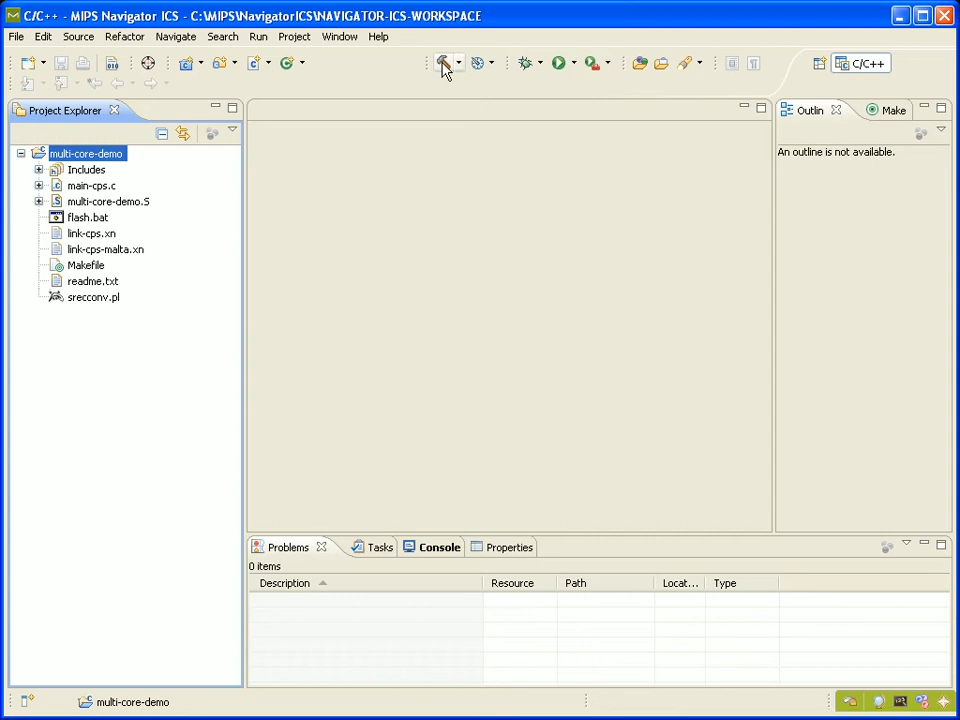 C/C++ - MIPS Navigator ICS - C:\MIPS\NavigatorICS\NAVIGATOR-ICS-WORKSPACE
File Edit Source Refactor Navigate Search Run Project Window Help
C/C++
Project Explorer
Outlin
Make
multi-core-demo
An outline is not available.
Includes
main-cps.c
multi-core-demo.S
flash.bat
link-cps.xn
link-cps-malta.xn
Makefile
readme.txt
srecconv.pl
Problems Tasks Console Properties
0 items
Description Resource Path Locat... Type
multi-core-demo